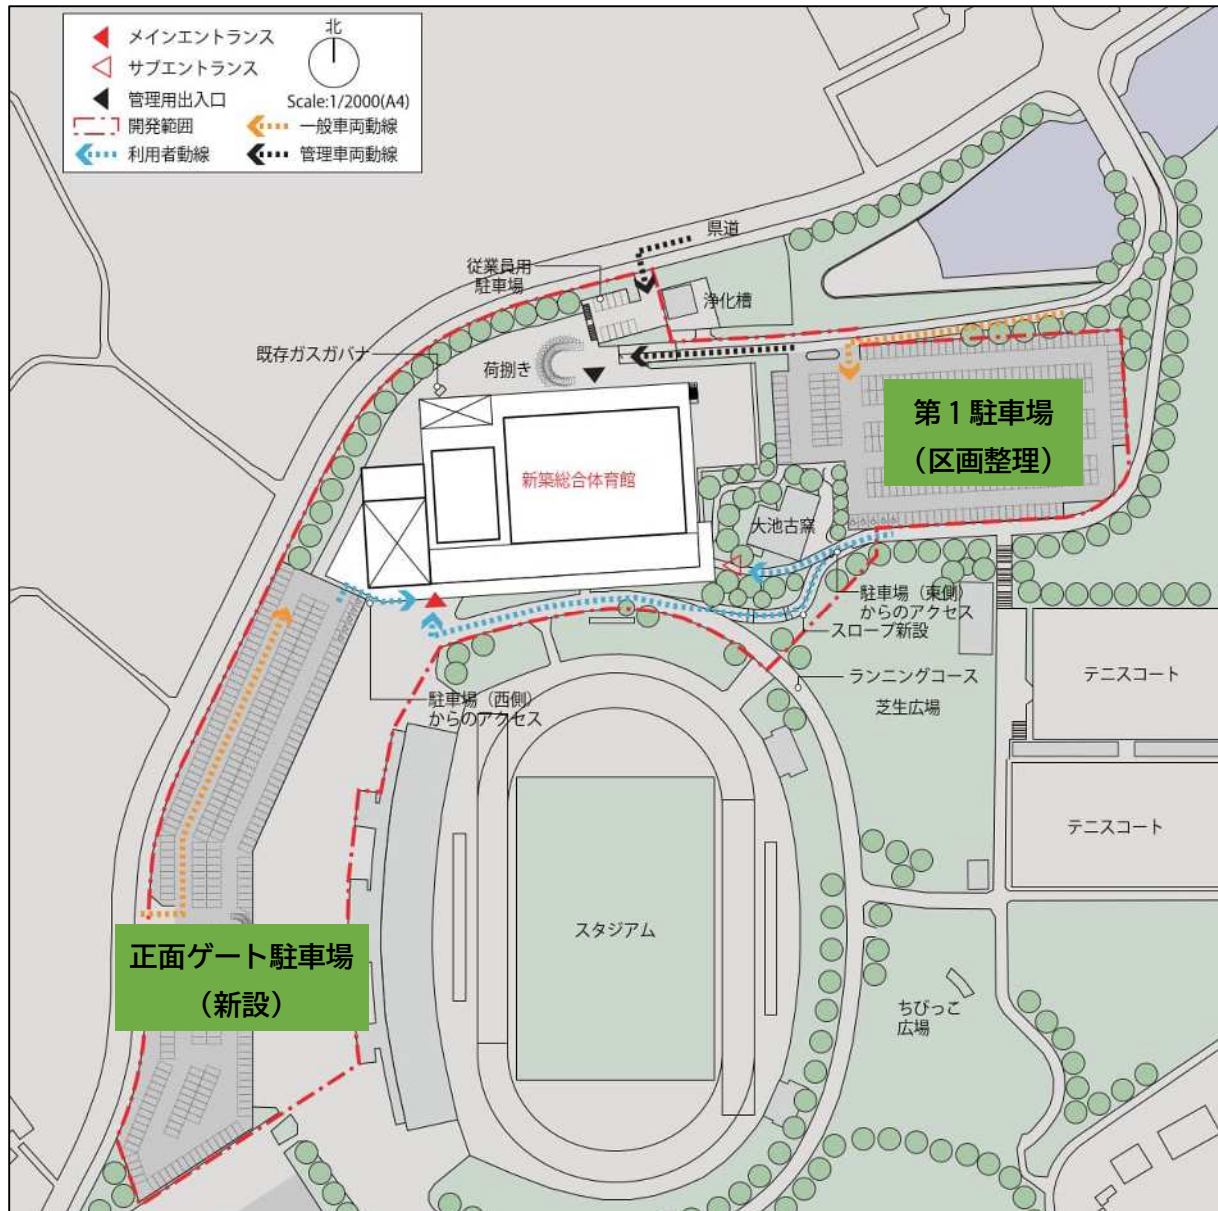 メインエントランス
サブエントランス
管理用出入口
開発範囲
一般車両動線
利用者動線
管理車両動線
北
Scale:1/2000(A4)
県道
従業員用
駐車場
浄化槽
既存ガスガバナ
荷捌き
第1駐車場
(区画整理)
新築総合体育館
大池古窯
駐車場(東側)
からのアクセス
スロープ新設
ランニングコース
芝生広場
テニスコート
駐車場(西側)
からのアクセス
テニスコート
スタジアム
正面ゲート駐車場
(新設)
ちびっこ
広場